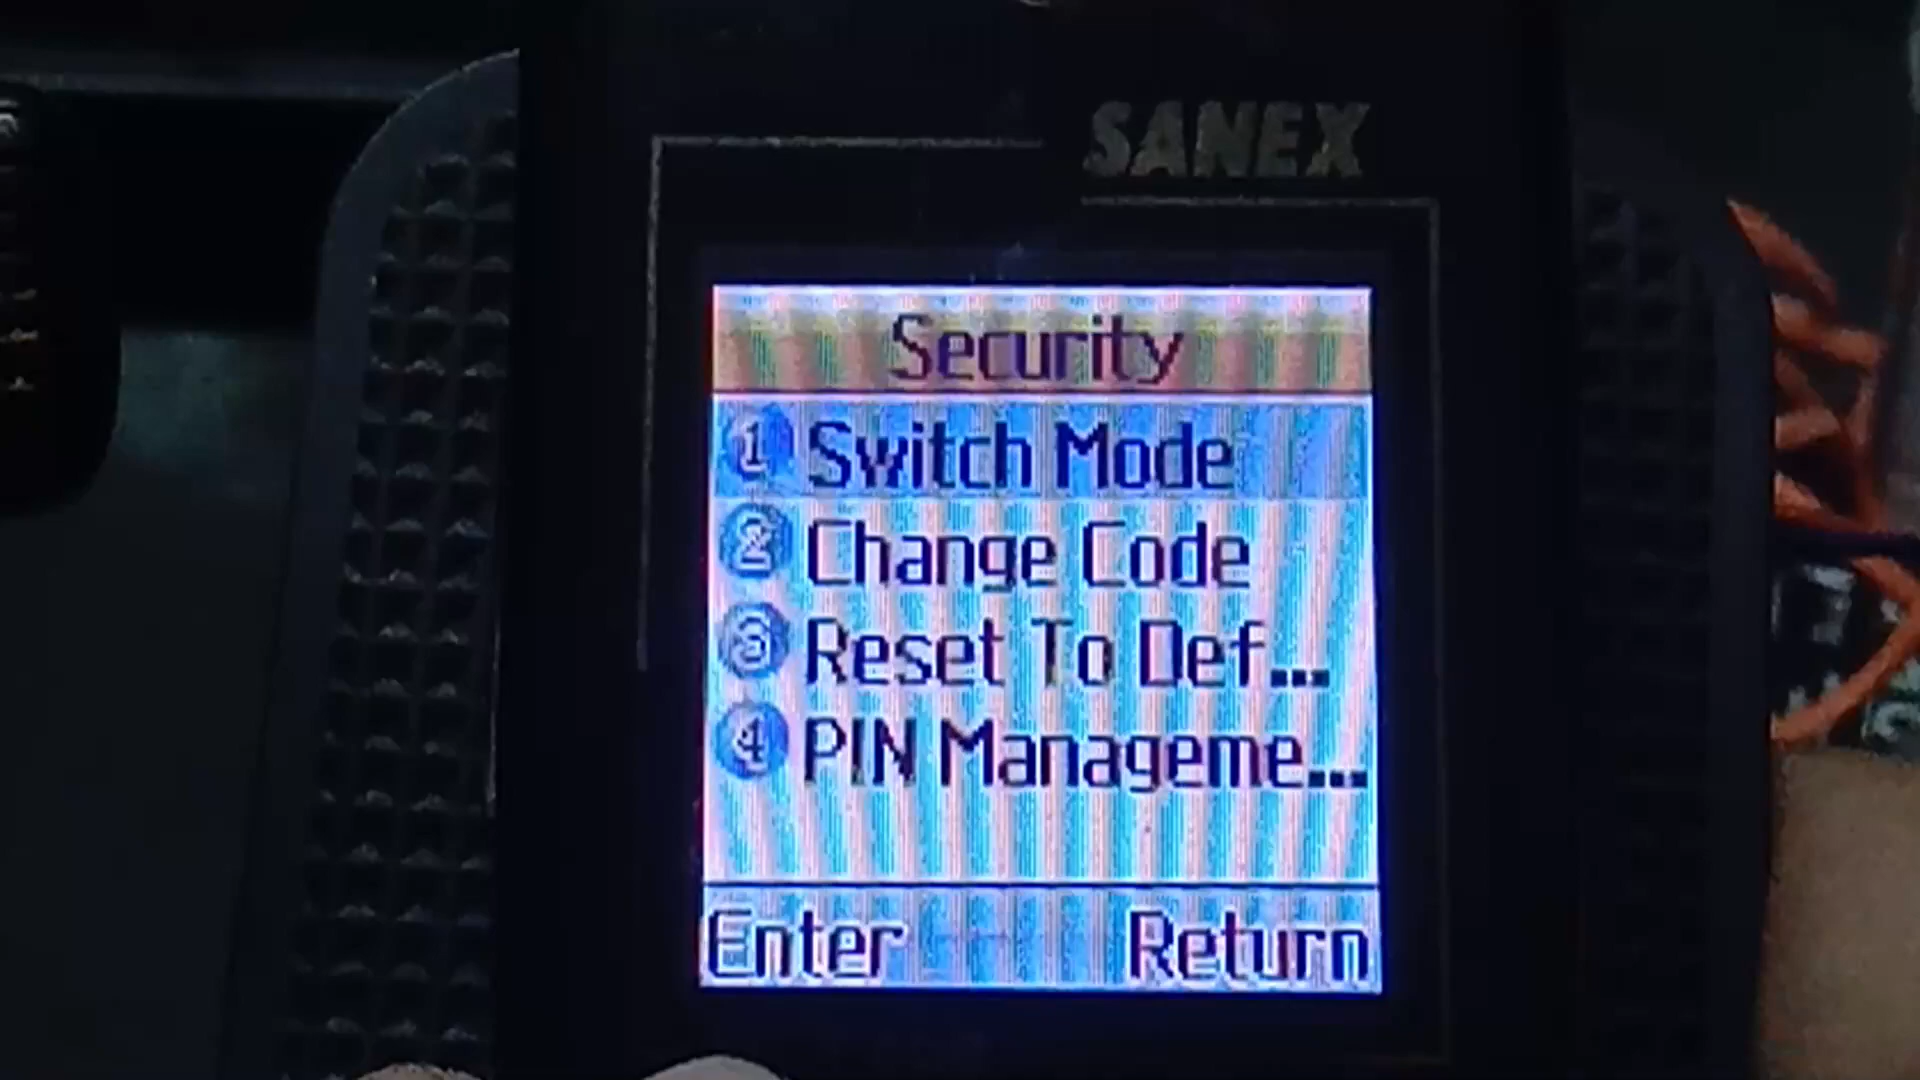 SANEX
Security
1 Switch Mode
2 Change Code
3 Reset To Def...
4 PIN Manageme...
Enter Return